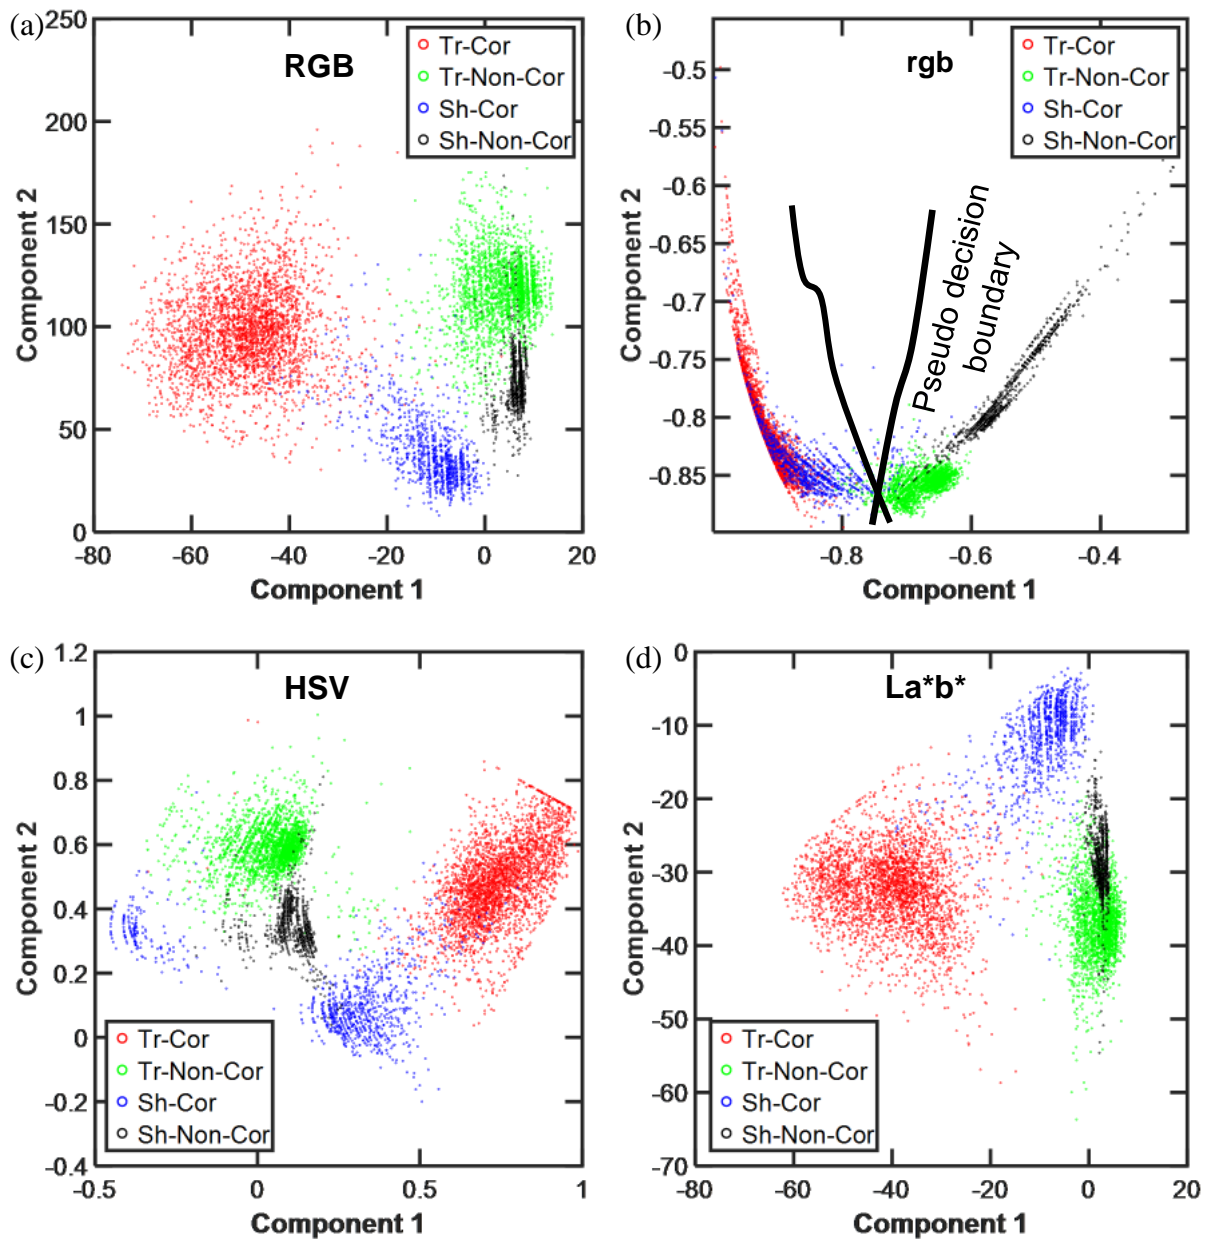 (a)
RGB
Tr-Cor
Tr-Non-Cor
Sh-Cor
Sh-Non-Cor
250
200
150
100
50
0
Component 2
-80
-60
-40
-20
0
20
Component 1
(b)
rgb
Tr-Cor
Tr-Non-Cor
Sh-Cor
Sh-Non-Cor
-0.5
-0.55
-0.6
-0.65
-0.7
-0.75
-0.8
-0.85
Component 2
Pseudo decision
boundary
-0.8
-0.6
-0.4
Component 1
(c)
HSV
1.2
1
0.8
0.6
0.4
0.2
0
-0.2
-0.4
Component 2
Tr-Cor
Tr-Non-Cor
Sh-Cor
Sh-Non-Cor
-0.5
0
0.5
1
Component 1
(d)
La*b*
0
-10
-20
-30
-40
-50
-60
-70
Component 2
Tr-Cor
Tr-Non-Cor
Sh-Cor
Sh-Non-Cor
-80
-60
-40
-20
0
20
Component 1